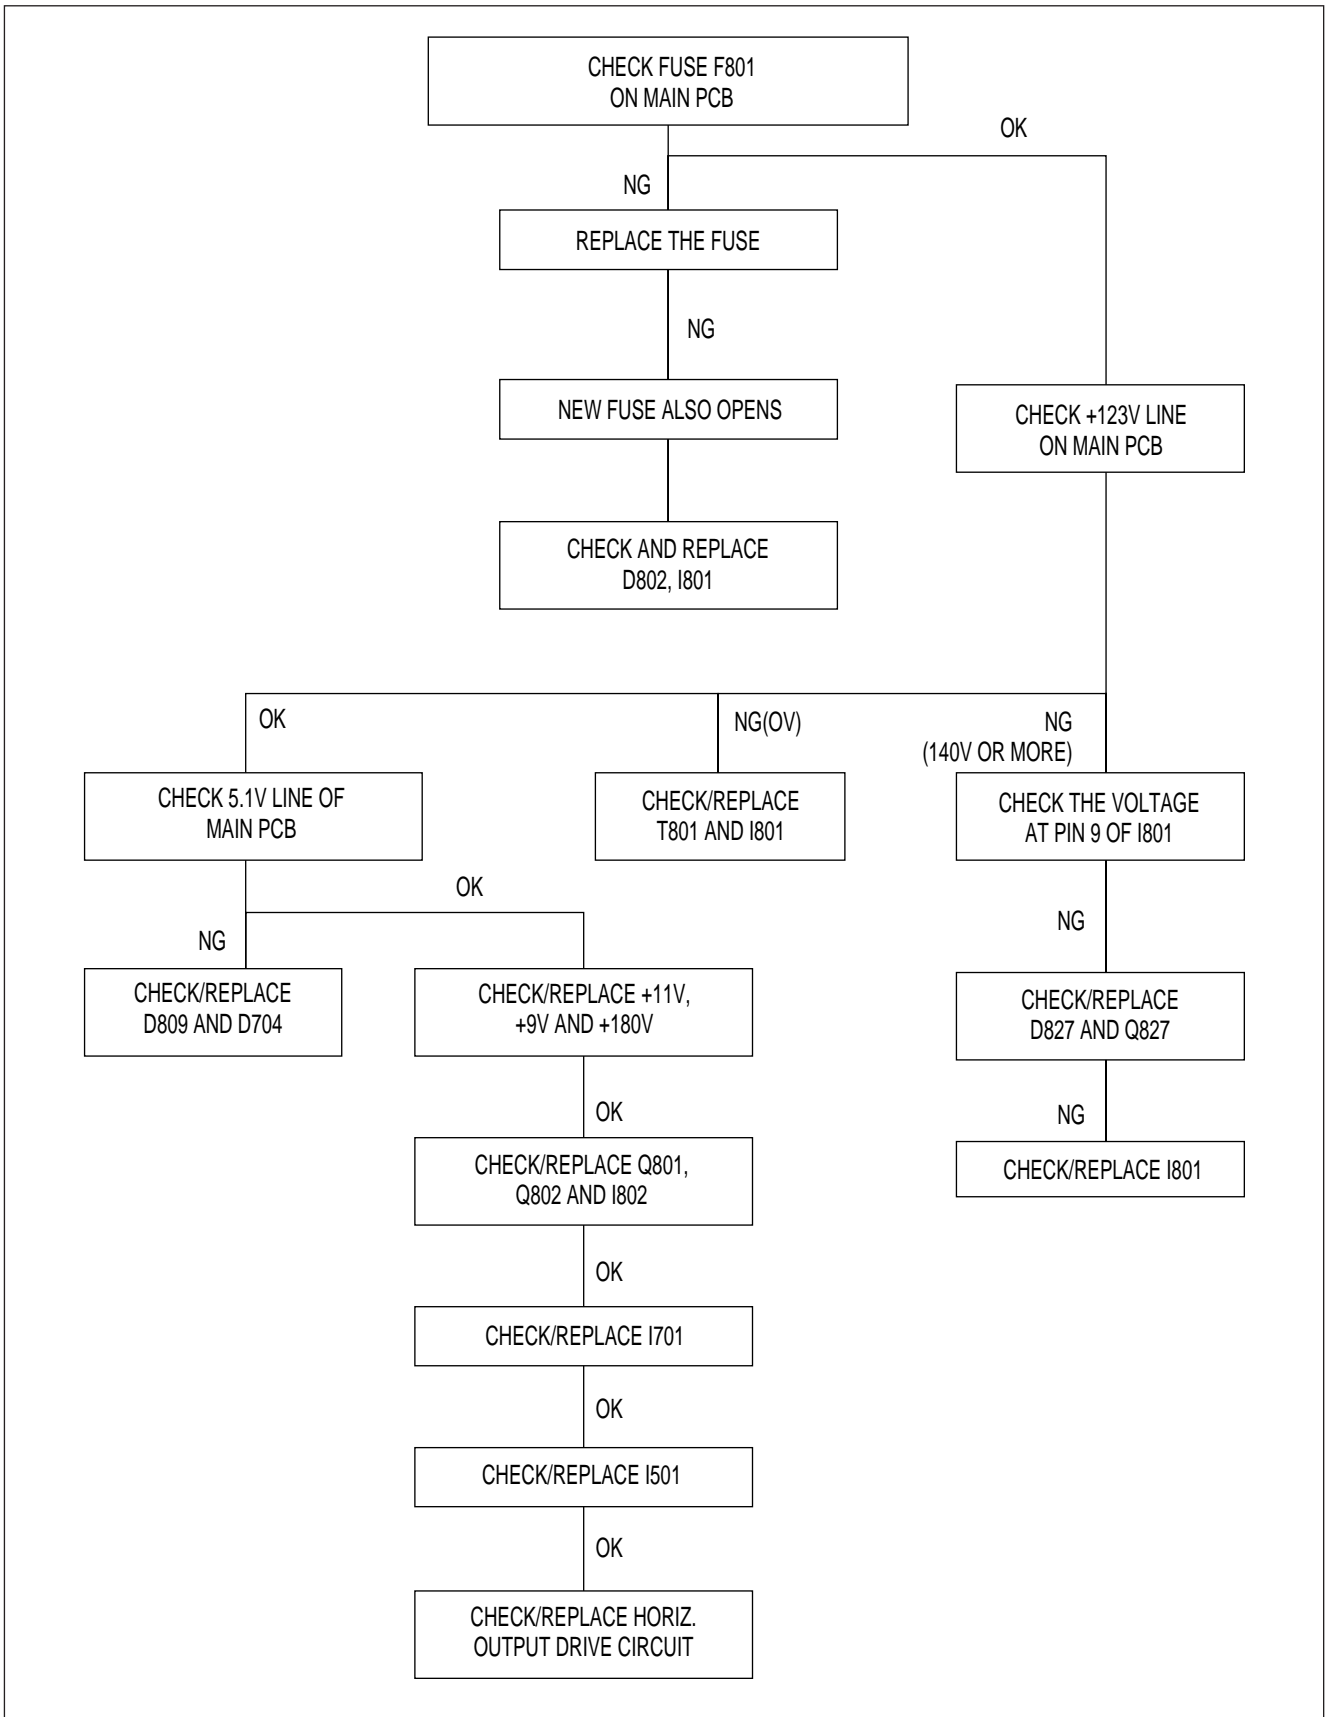 CHECK FUSE F801
ON MAIN PCB
OK
NG
REPLACE THE FUSE
NG
NEW FUSE ALSO OPENS
CHECK +123V LINE
ON MAIN PCB
CHECK AND REPLACE
D802, I801
OK
NG(OV)
NG
(140V OR MORE)
CHECK 5.1V LINE OF
MAIN PCB
CHECK/REPLACE
T801 AND I801
CHECK THE VOLTAGE
AT PIN 9 OF I801
OK
NG
NG
CHECK/REPLACE
D809 AND D704
CHECK/REPLACE +11V,
+9V AND +180V
CHECK/REPLACE
D827 AND Q827
OK
NG
CHECK/REPLACE Q801,
Q802 AND I802
CHECK/REPLACE I801
OK
CHECK/REPLACE I701
OK
CHECK/REPLACE I501
OK
CHECK/REPLACE HORIZ.
OUTPUT DRIVE CIRCUIT